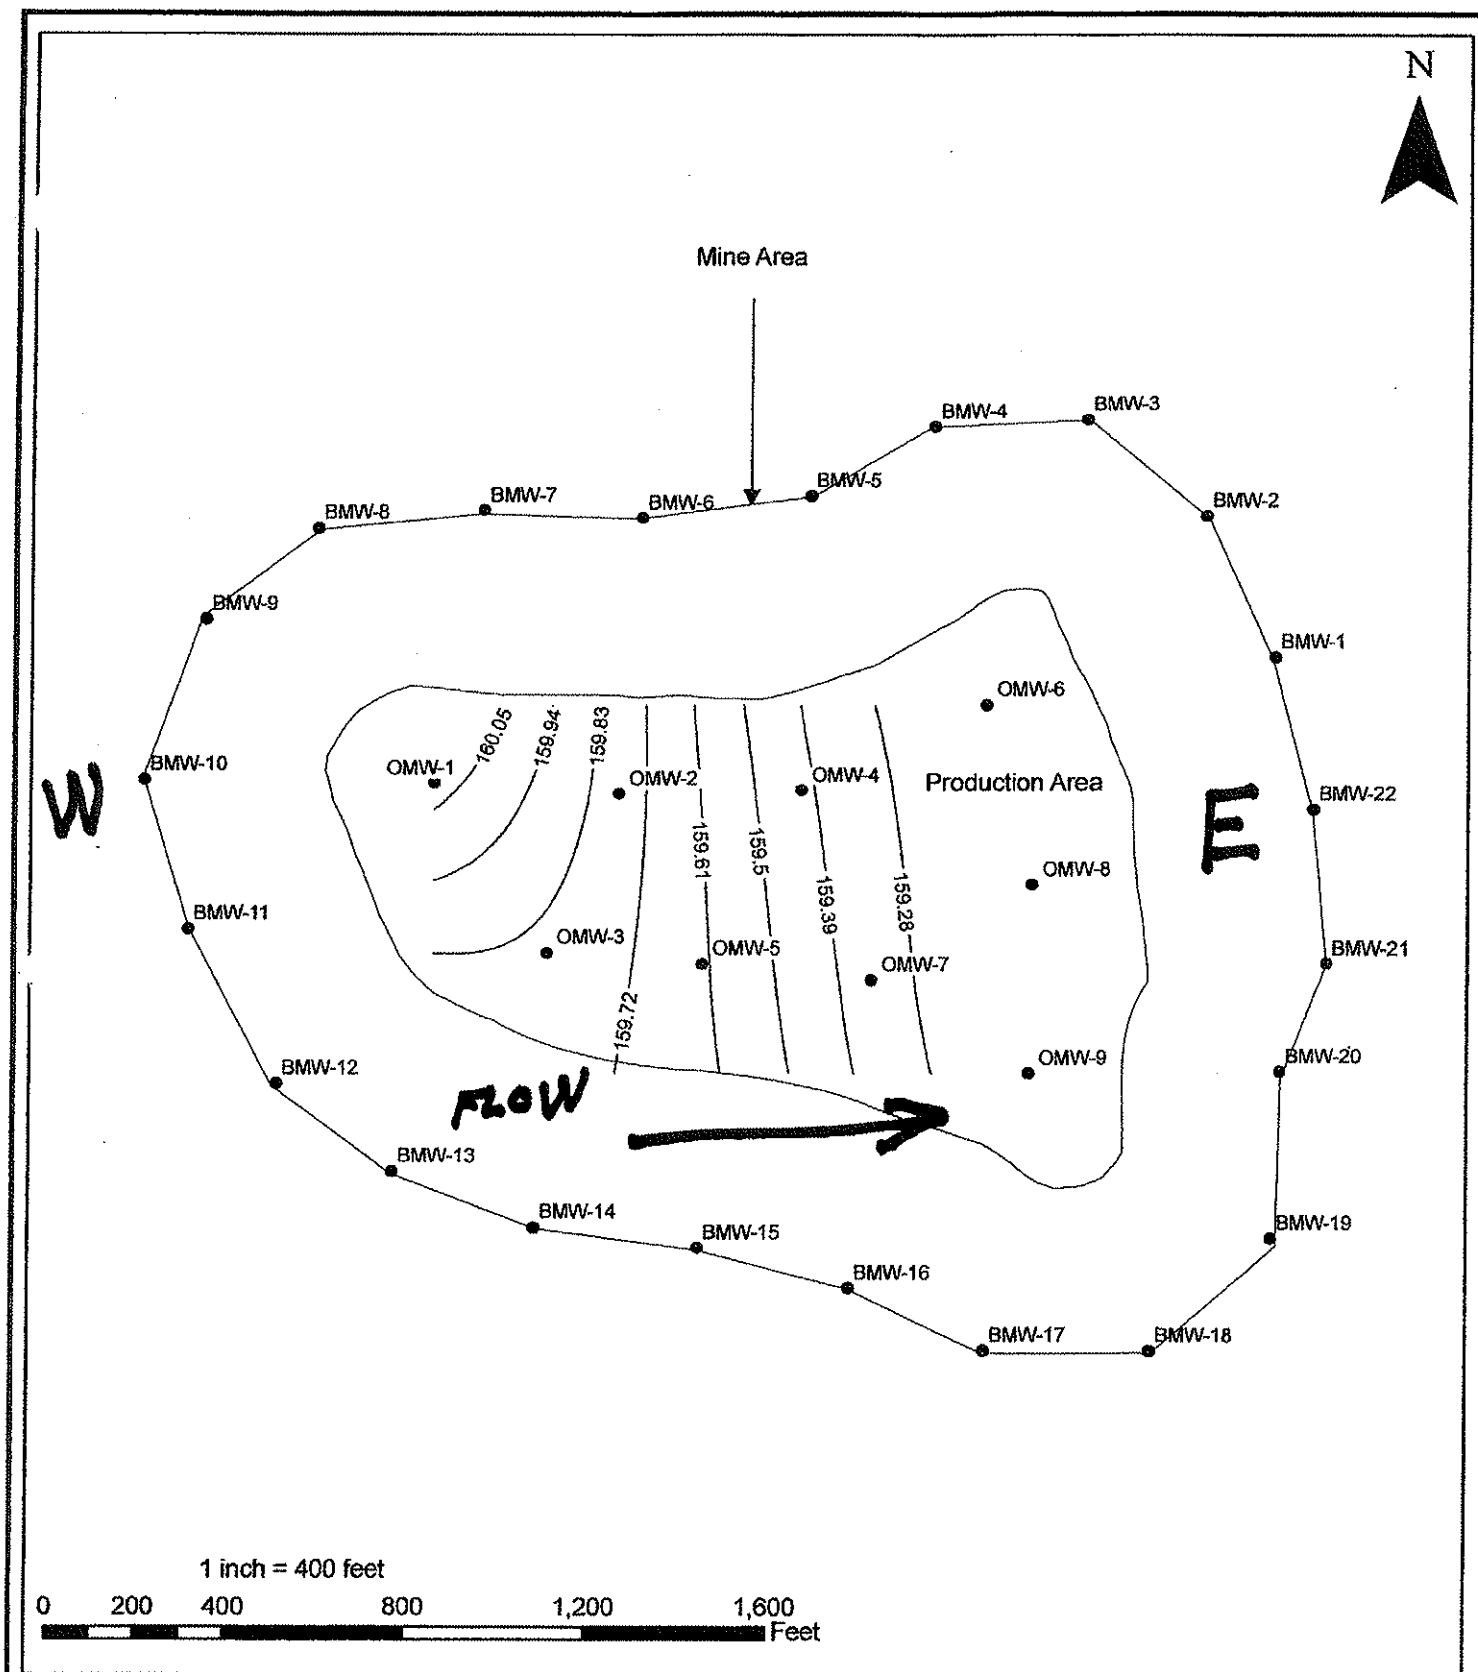 N
Mine Area
BMW-3
BMW-4
BMW-5
BMW-7
BMW-6
BMW-8
BMW-2
BMW-9
BMW-1
OMW-6
160.05
159.94
159.83
BMW-10
OMW-1
OMW-2
OMW-4
Production Area
W
E
BMW-22
159.61
159.5
159.39
159.28
OMW-8
BMW-11
OMW-3
OMW-5
OMW-7
BMW-21
159.72
BMW-12
OMW-9
BMW-20
FLOW
BMW-13
BMW-14
BMW-15
BMW-19
BMW-16
BMW-17
BMW-18
1 inch = 400 feet
0 200 400 800 1,200 1,600
Feet